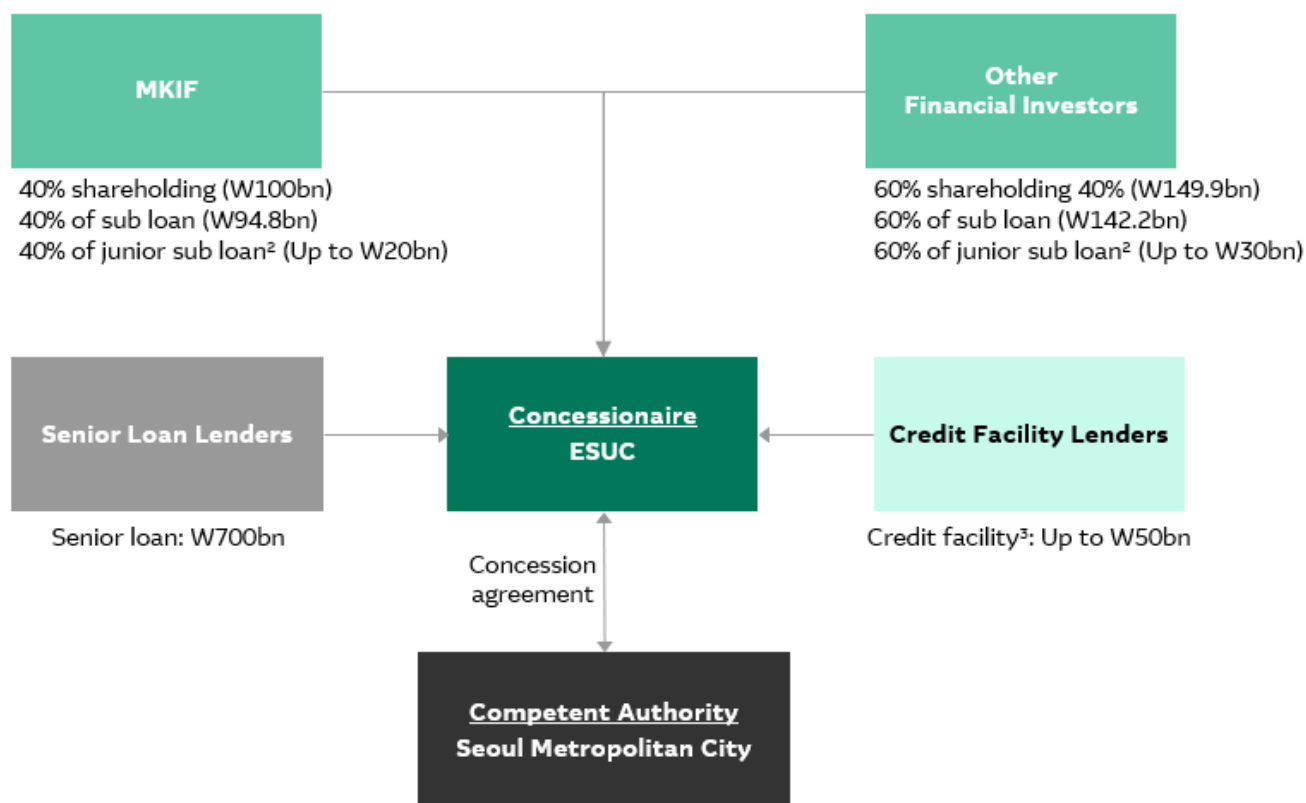 MKIF
Other
Financial Investors
40% shareholding (W100bn)
40% of sub loan (W94.8bn)
40% of junior sub loan² (Up to W20bn)
60% shareholding 40% (W149.9bn)
60% of sub loan (W142.2bn)
60% of junior sub loan² (Up to W30bn)
Senior Loan Lenders
Concessionaire
ESUC
Credit Facility Lenders
Senior loan: W700bn
Credit facility³: Up to W50bn
Concession
agreement
Competent Authority
Seoul Metropolitan City